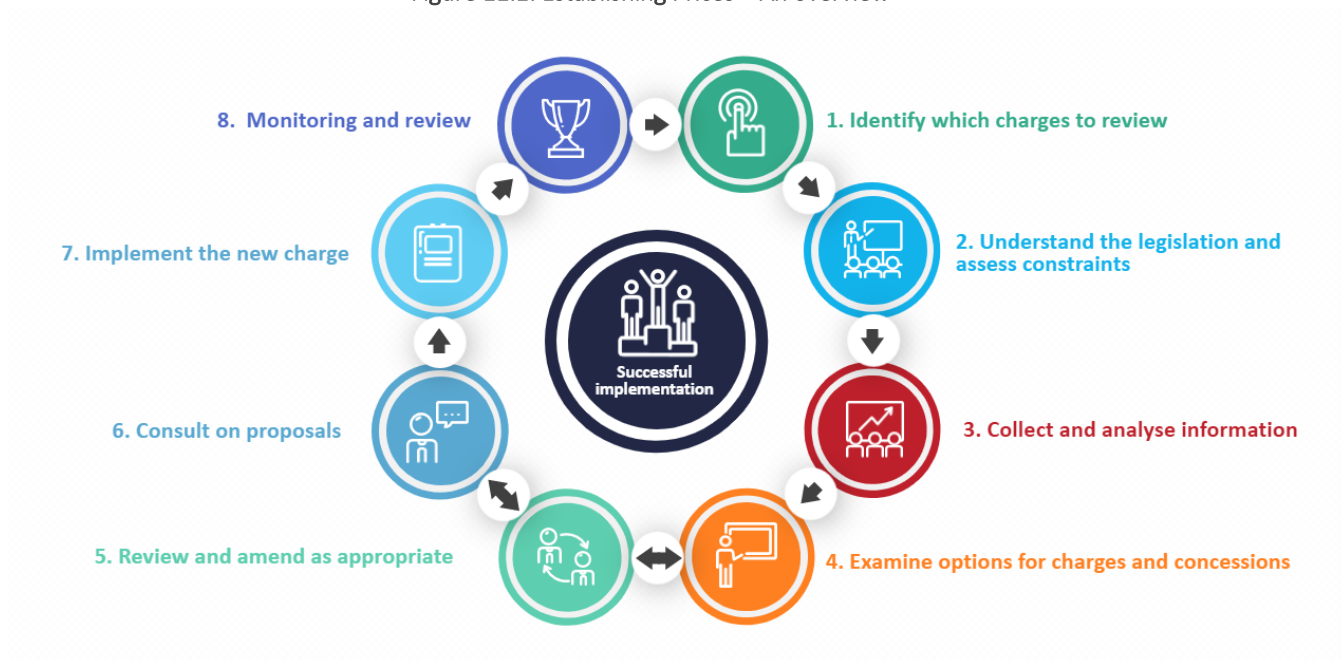 1. Identify which charges to review
2. Understand the legislation and
assess constraints
3. Collect and analyse information
4. Examine options for charges and concessions
5. Review and amend as appropriate
6. Consult on proposals
7. Implement the new charge
8.  Monitoring and review
Successful
implementation